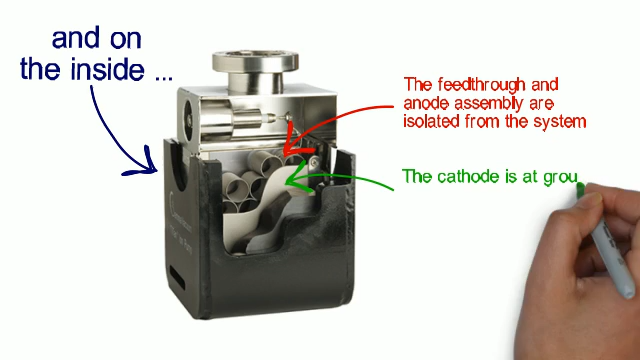 and on
the inside ...
The feedthrough and
anode assembly are
isolated from the system
The cathode is at grou